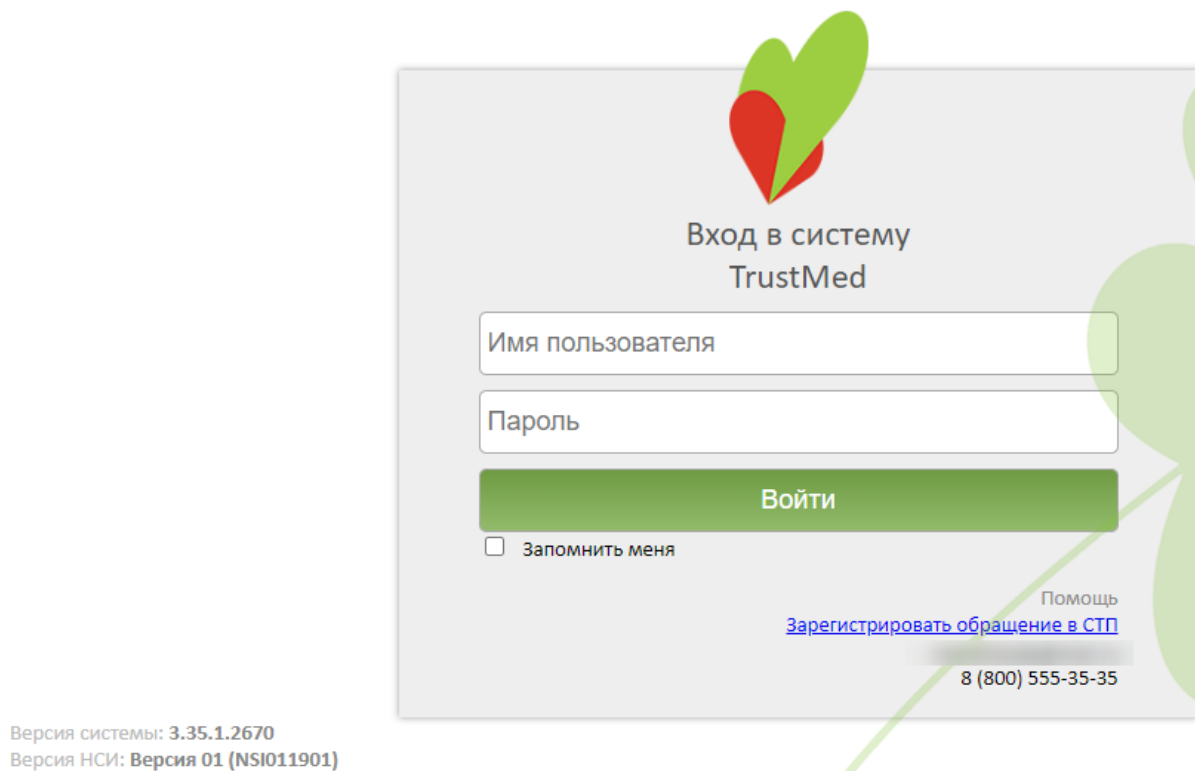 Вход в систему
TrustMed
Имя пользователя
Пароль
Войти
Запомнить меня
Помощь
Зарегистрировать обращение в СТП
8 (800) 555-35-35
Версия системы: 3.35.1.2670
Версия НСИ: Версия 01 (NSI011901)